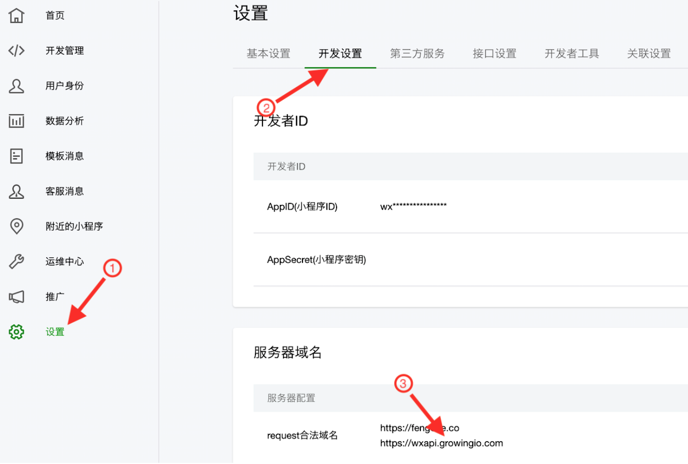 首页
开发管理
用户身份
数据分析
模板消息
客服消息
附近的小程序
运维中心
推广
设置
①
设置
基本设置 开发设置 第三方服务 接口设置 开发者工具 关联设置
②
开发者ID
开发者ID
AppID(小程序ID) wx****************
AppSecret(小程序密钥)
服务器域名
③
服务器配置
request合法域名
https://wxapi.growingio.com